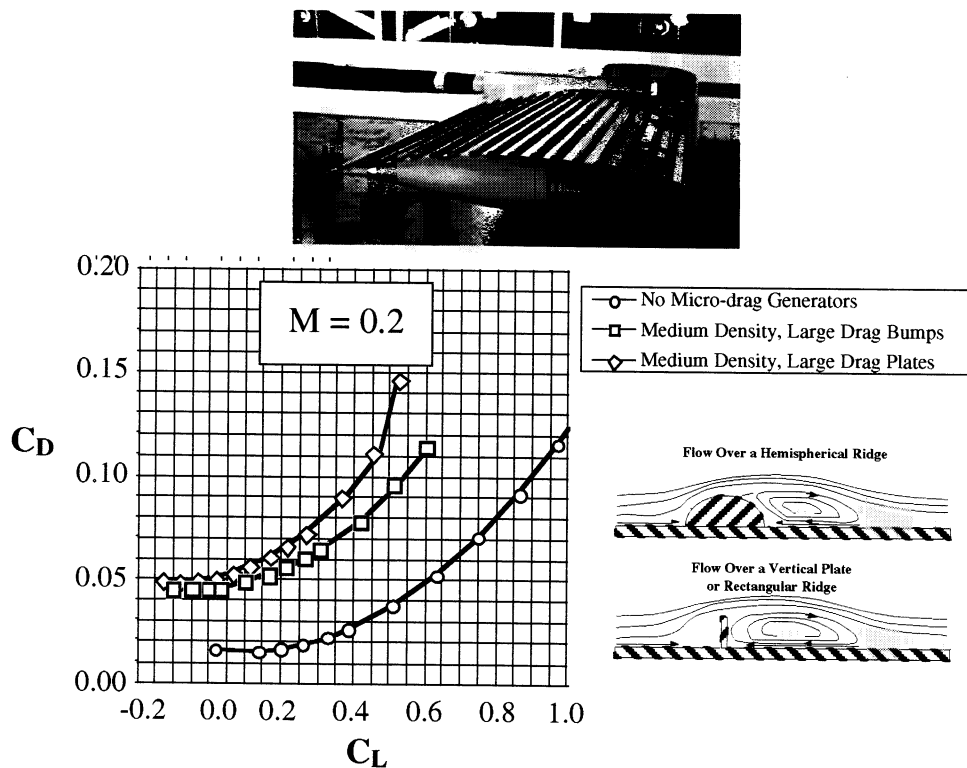 0.20
0.15
0.10
0.05
0.00
C_D
M = 0.2
-0.2 0.0 0.2 0.4 0.6 0.8 1.0
C_L
No Micro-drag Generators
Medium Density, Large Drag Bumps
Medium Density, Large Drag Plates
Flow Over a Hemispherical Ridge
Flow Over a Vertical Plate
or Rectangular Ridge